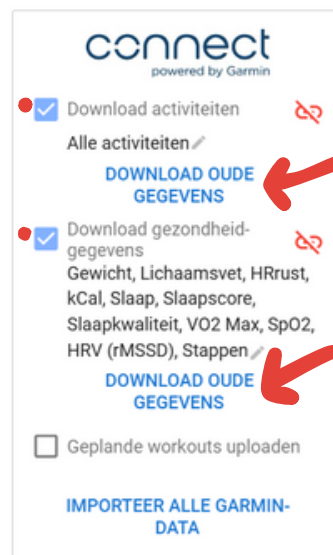 connect
powered by Garmin
Download activiteiten
Alle activiteiten
DOWNLOAD OUDE
GEGEVENS
Download gezondheid-
gegevens
Gewicht, Lichaamsvet, HRrust,
kCal, Slaap, Slaapscore,
Slaapkwaliteit, VO2 Max, SpO2,
HRV (rMSSD), Stappen
DOWNLOAD OUDE
GEGEVENS
Geplande workouts uploaden
IMPORTEER ALLE GARMIN-
DATA